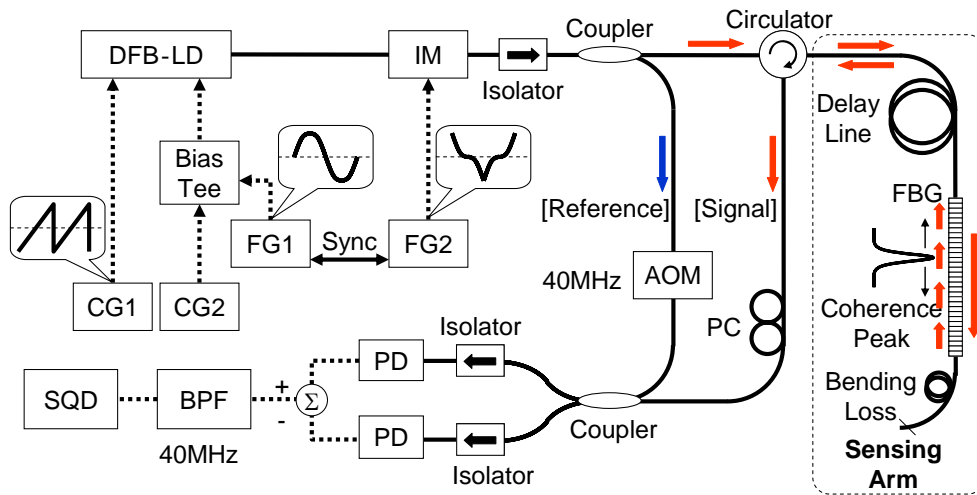 DFB-LD
IM
Isolator
Coupler
Circulator
Delay
Line
Bias
Tee
FG1
Sync
FG2
CG1
CG2
[Reference]
[Signal]
40MHz
AOM
PC
FBG
Coherence
Peak
Bending
Loss
Sensing
Arm
Isolator
PD
SQD
BPF
40MHz
+
Σ
-
PD
Isolator
Coupler